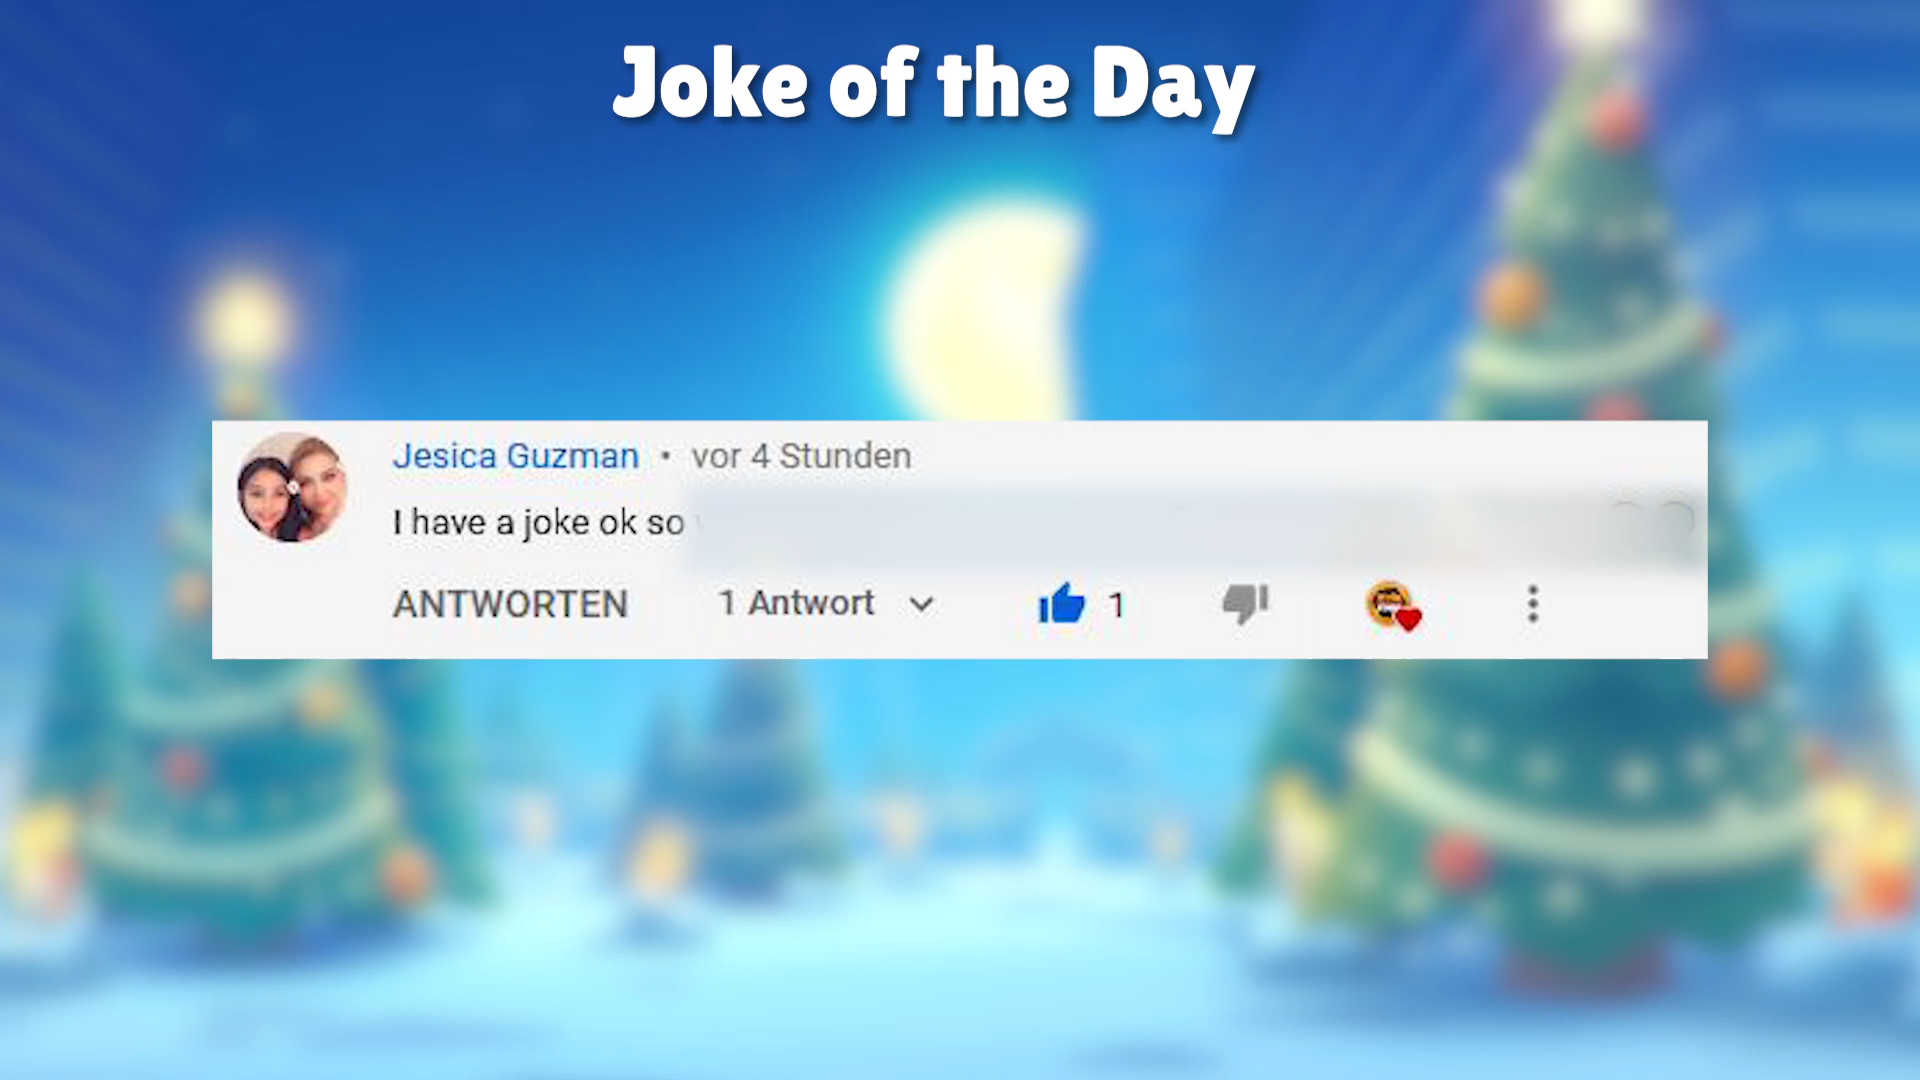 Joke of the Day
Jesica Guzman • vor 4 Stunden
I have a joke ok so
ANTWORTEN 1 Antwort 1